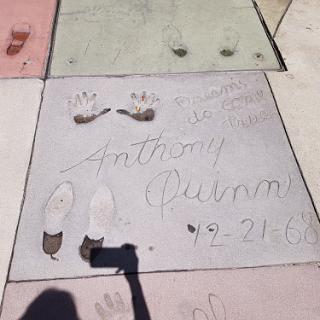 Dreams
do come
true
Anthony
Quinn
12-21-68